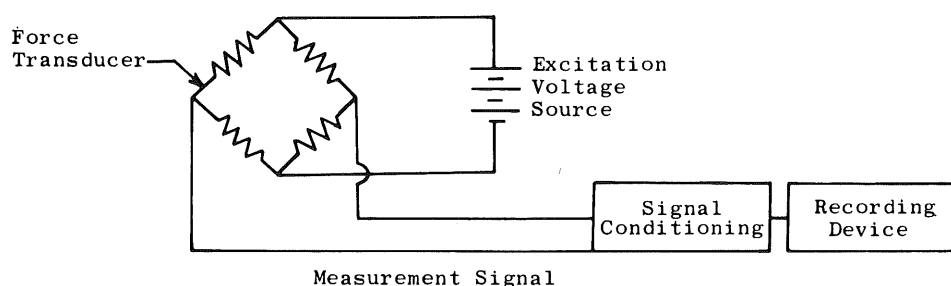 Force
Transducer
Excitation
Voltage
Source
Signal
Conditioning
Recording
Device
Measurement Signal